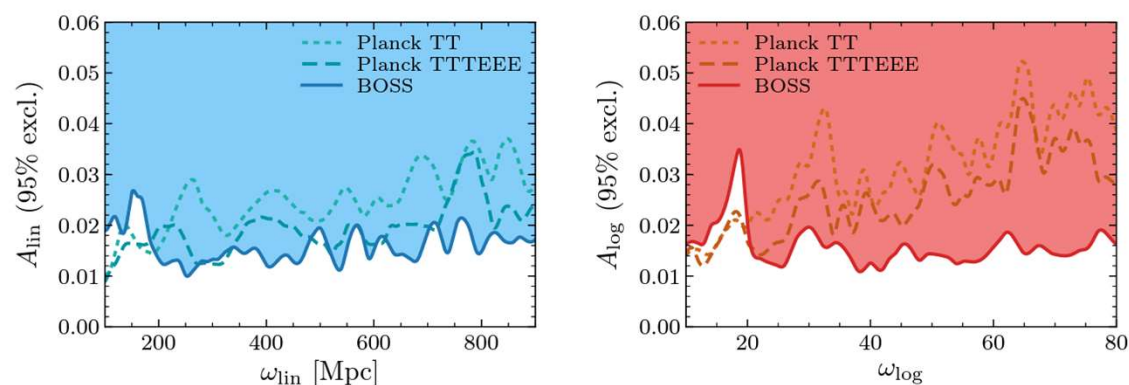 0.06
0.05
0.04
0.03
0.02
0.01
0.00
A_lin (95% excl.)
Planck TT
Planck TTTEEE
BOSS
200 400 600 800
ω_lin [Mpc]
0.06
0.05
0.04
0.03
0.02
0.01
0.00
A_log (95% excl.)
Planck TT
Planck TTTEEE
BOSS
20 40 60 80
ω_log